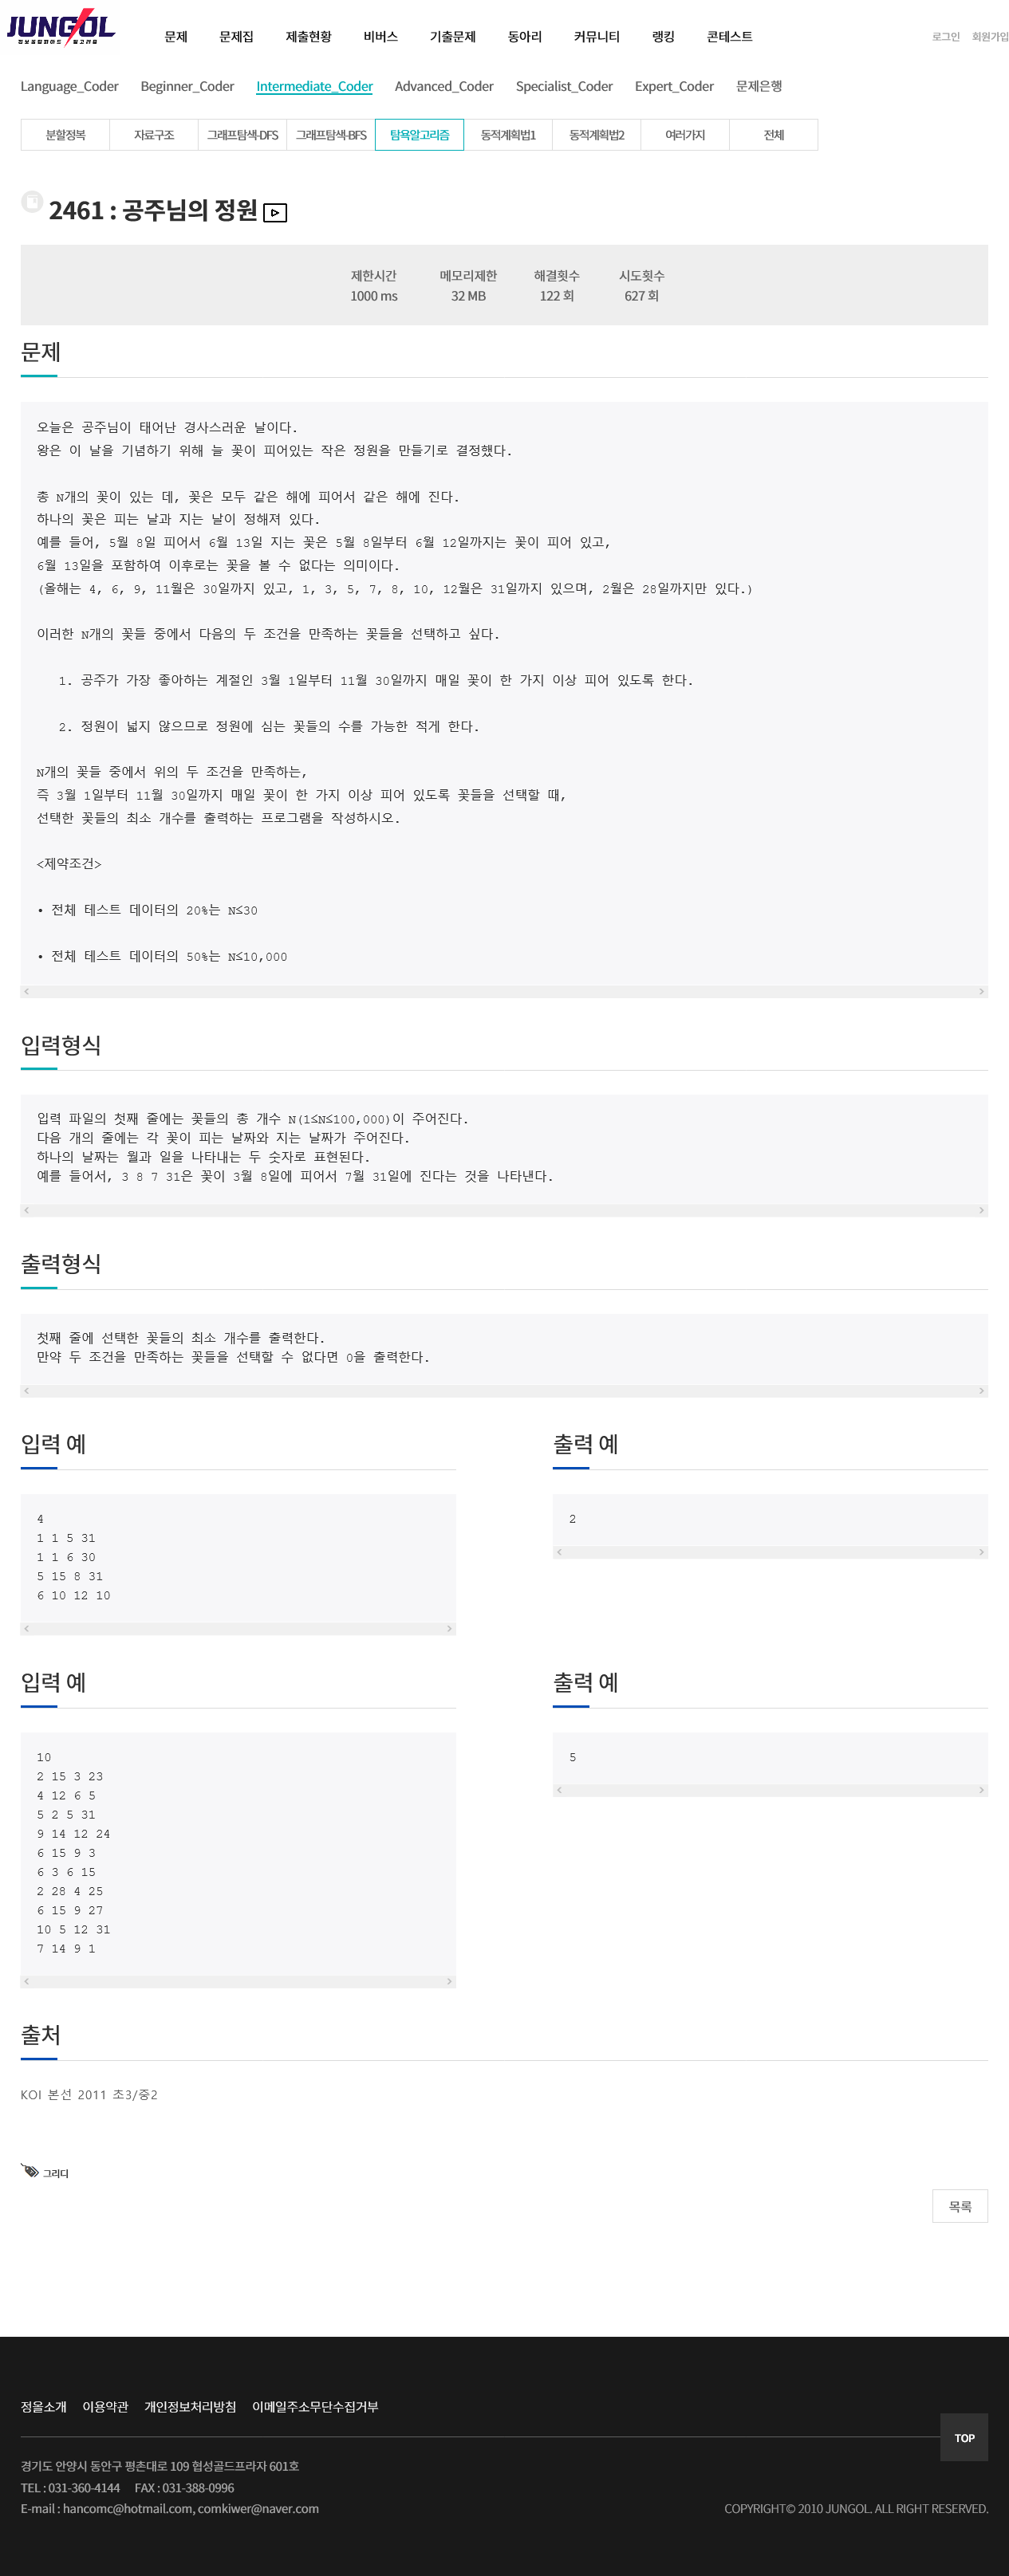 JUNGOL
정보올림피아드 & 알고리즘
문제 문제집 제출현황 비버스 기출문제 동아리 커뮤니티 랭킹 콘테스트 로그인 회원가입
Language_Coder Beginner_Coder Intermediate_Coder Advanced_Coder Specialist_Coder Expert_Coder 문제은행
분할정복 자료구조 그래프탐색-DFS 그래프탐색-BFS 탐욕알고리즘 동적계획법1 동적계획법2 여러가지 전체
2461 : 공주님의 정원
제한시간 메모리제한 해결횟수 시도횟수
1000 ms 32 MB 122 회 627 회
문제
오늘은 공주님이 태어난 경사스러운 날이다.
왕은 이 날을 기념하기 위해 늘 꽃이 피어있는 작은 정원을 만들기로 결정했다.
총 N개의 꽃이 있는 데, 꽃은 모두 같은 해에 피어서 같은 해에 진다.
하나의 꽃은 피는 날과 지는 날이 정해져 있다.
예를 들어, 5월 8일 피어서 6월 13일 지는 꽃은 5월 8일부터 6월 12일까지는 꽃이 피어 있고,
6월 13일을 포함하여 이후로는 꽃을 볼 수 없다는 의미이다.
(올해는 4, 6, 9, 11월은 30일까지 있고, 1, 3, 5, 7, 8, 10, 12월은 31일까지 있으며, 2월은 28일까지만 있다.)
이러한 N개의 꽃들 중에서 다음의 두 조건을 만족하는 꽃들을 선택하고 싶다.
1. 공주가 가장 좋아하는 계절인 3월 1일부터 11월 30일까지 매일 꽃이 한 가지 이상 피어 있도록 한다.
2. 정원이 넓지 않으므로 정원에 심는 꽃들의 수를 가능한 적게 한다.
N개의 꽃들 중에서 위의 두 조건을 만족하는,
즉 3월 1일부터 11월 30일까지 매일 꽃이 한 가지 이상 피어 있도록 꽃들을 선택할 때,
선택한 꽃들의 최소 개수를 출력하는 프로그램을 작성하시오.
<제약조건>
• 전체 테스트 데이터의 20%는 N≤30
• 전체 테스트 데이터의 50%는 N≤10,000
입력형식
입력 파일의 첫째 줄에는 꽃들의 총 개수 N(1≤N≤100,000)이 주어진다.
다음 개의 줄에는 각 꽃이 피는 날짜와 지는 날짜가 주어진다.
하나의 날짜는 월과 일을 나타내는 두 숫자로 표현된다.
예를 들어서, 3 8 7 31은 꽃이 3월 8일에 피어서 7월 31일에 진다는 것을 나타낸다.
출력형식
첫째 줄에 선택한 꽃들의 최소 개수를 출력한다.
만약 두 조건을 만족하는 꽃들을 선택할 수 없다면 0을 출력한다.
입력 예
4
1 1 5 31
1 1 6 30
5 15 8 31
6 10 12 10
출력 예
2
입력 예
10
2 15 3 23
4 12 6 5
5 2 5 31
9 14 12 24
6 15 9 3
6 3 6 15
2 28 4 25
6 15 9 27
10 5 12 31
7 14 9 1
출력 예
5
출처
KOI 본선 2011 초3/중2
그리디
목록
정올소개 이용약관 개인정보처리방침 이메일주소무단수집거부
TOP
경기도 안양시 동안구 평촌대로 109 협성골드프라자 601호
TEL : 031-360-4144 FAX : 031-388-0996
E-mail : hancomc@hotmail.com, comkiwer@naver.com
COPYRIGHT© 2010 JUNGOL. ALL RIGHT RESERVED.